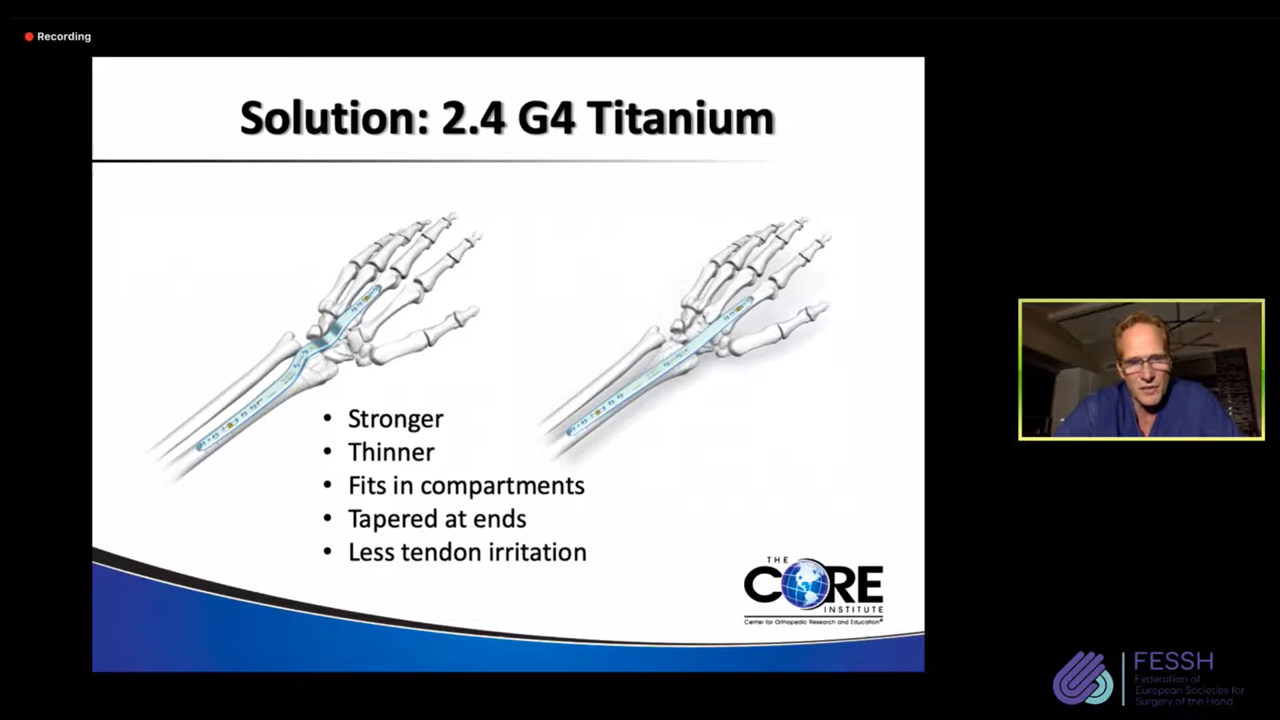 Recording
Solution: 2.4 G4 Titanium
• Stronger
• Thinner
• Fits in compartments
• Tapered at ends
• Less tendon irritation
THE
CORE
INSTITUTE
Center for Orthopedic Research and Education®
FESSH
Federation of
European Societies for
Surgery of the Hand